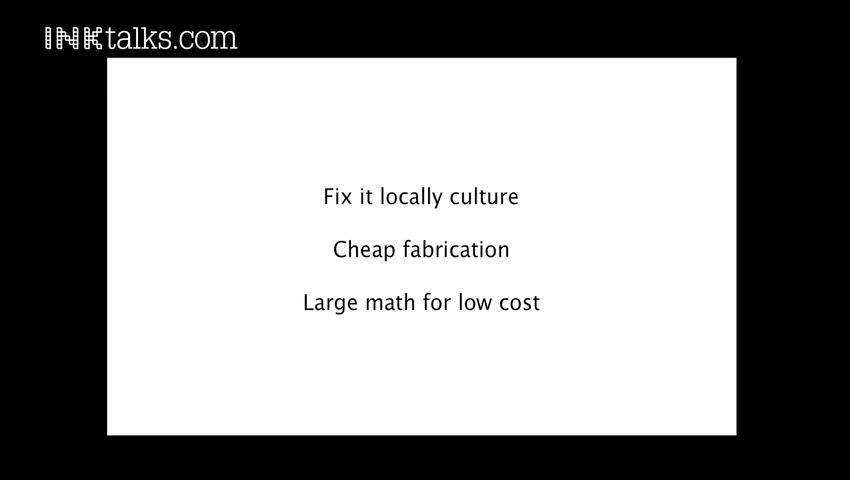 INKtalks.com
Fix it locally culture
Cheap fabrication
Large math for low cost